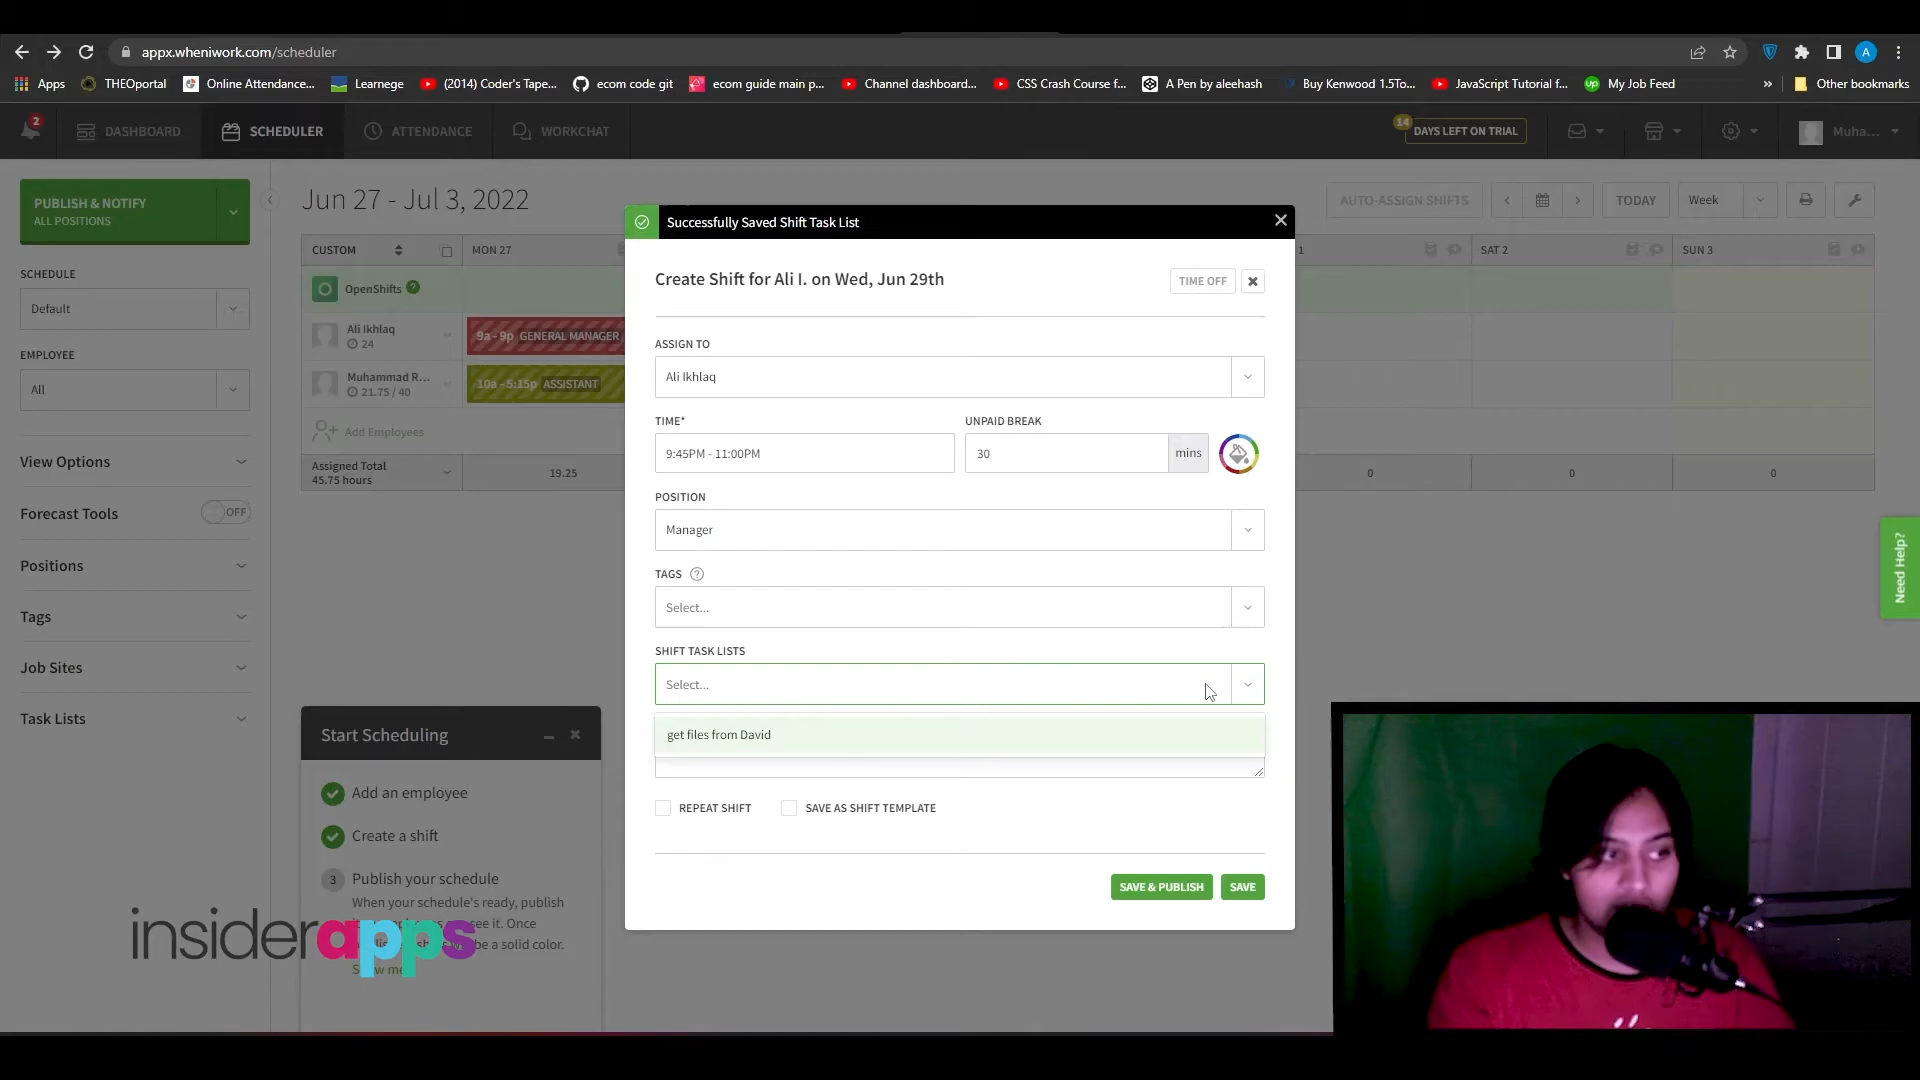 appx.wheniwork.com/scheduler
A
Apps
THEOportal
Online Attendance...
Learnege
(2014) Coder's Tape...
ecom code git
ecom guide main p...
Channel dashboard...
CSS Crash Course f...
A Pen by aleehash
Buy Kenwood 1.5To...
JavaScript Tutorial f...
up My Job Feed
»
Other bookmarks
2
DASHBOARD
SCHEDULER
ATTENDANCE
WORKCHAT
14
DAYS LEFT ON TRIAL
Muha...
PUBLISH & NOTIFY
ALL POSITIONS
Jun 27 - Jul 3, 2022
AUTO-ASSIGN SHIFTS
TODAY
Week
Successfully Saved Shift Task List
CUSTOM
MON 27
1
SAT 2
SUN 3
SCHEDULE
Default
OpenShifts
Ali Ikhlaq
24
9a - 9p GENERAL MANAGER
EMPLOYEE
All
Muhammad R...
21.75 / 40
10a - 5:15p ASSISTANT
Add Employees
Assigned Total
45.75 hours
19.25
0
0
0
View Options
Forecast Tools
OFF
Positions
Tags
Job Sites
Task Lists
Create Shift for Ali I. on Wed, Jun 29th
TIME OFF
ASSIGN TO
Ali Ikhlaq
TIME*
UNPAID BREAK
9:45PM - 11:00PM
30
mins
POSITION
Manager
TAGS ?
Select...
SHIFT TASK LISTS
Select...
get files from David
REPEAT SHIFT
SAVE AS SHIFT TEMPLATE
SAVE & PUBLISH
SAVE
Need Help?
Start Scheduling
Add an employee
Create a shift
3
Publish your schedule
When your schedule's ready, publish
see it. Once
be a solid color.
insiderapps